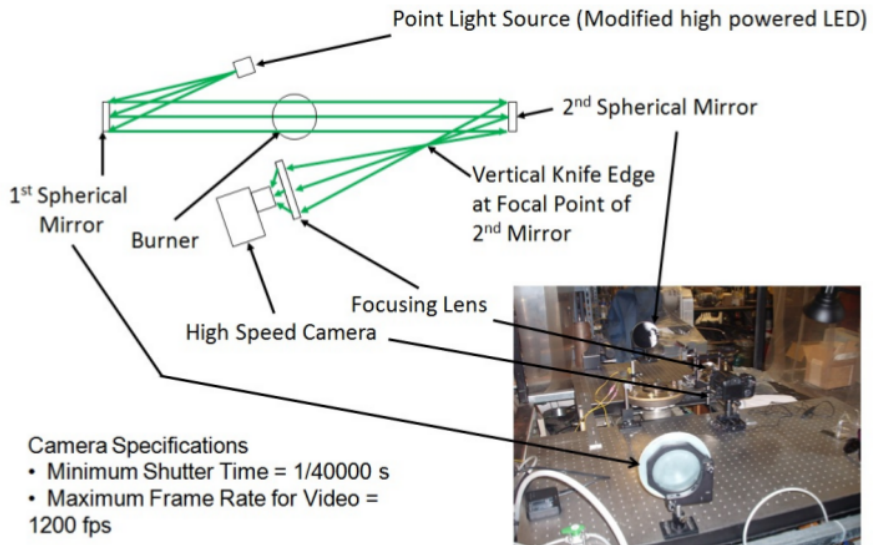 Point Light Source (Modified high powered LED)
2nd Spherical Mirror
Vertical Knife Edge
at Focal Point of
2nd Mirror
1st Spherical
Mirror
Burner
Focusing Lens
High Speed Camera
Camera Specifications
• Minimum Shutter Time = 1/40000 s
• Maximum Frame Rate for Video =
1200 fps